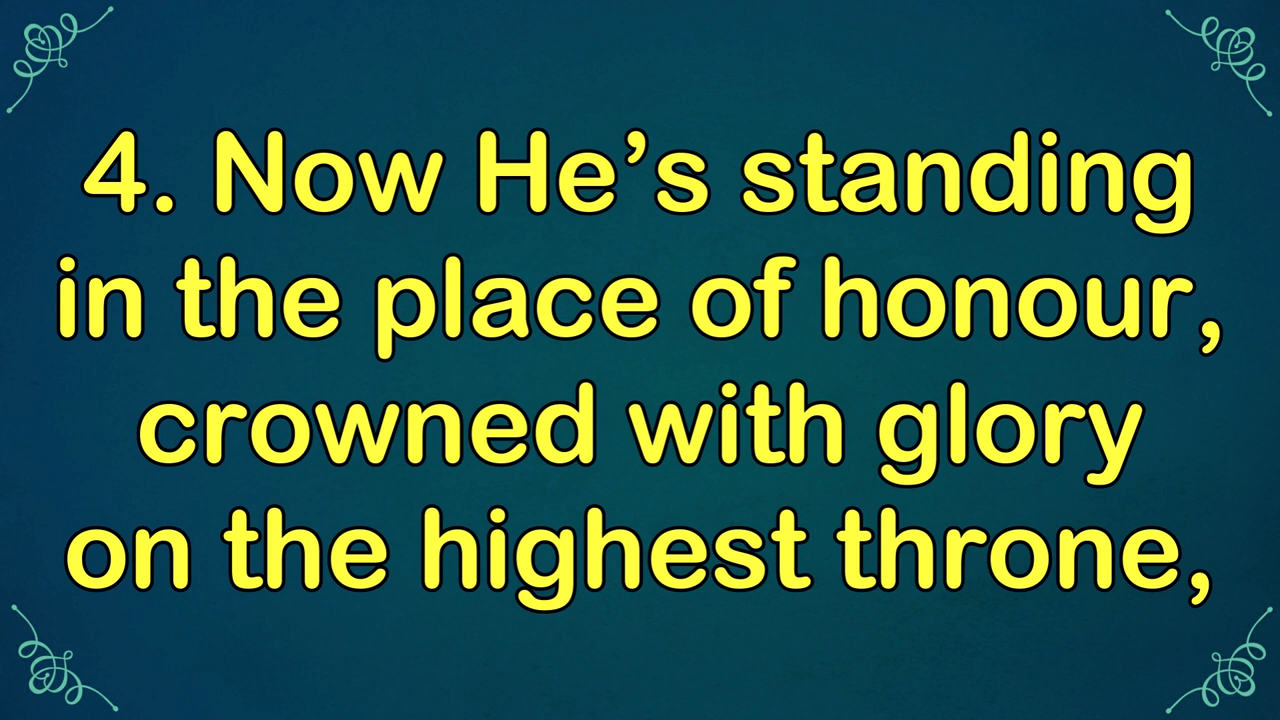 4. Now He’s standing
in the place of honour,
crowned with glory
on the highest throne,